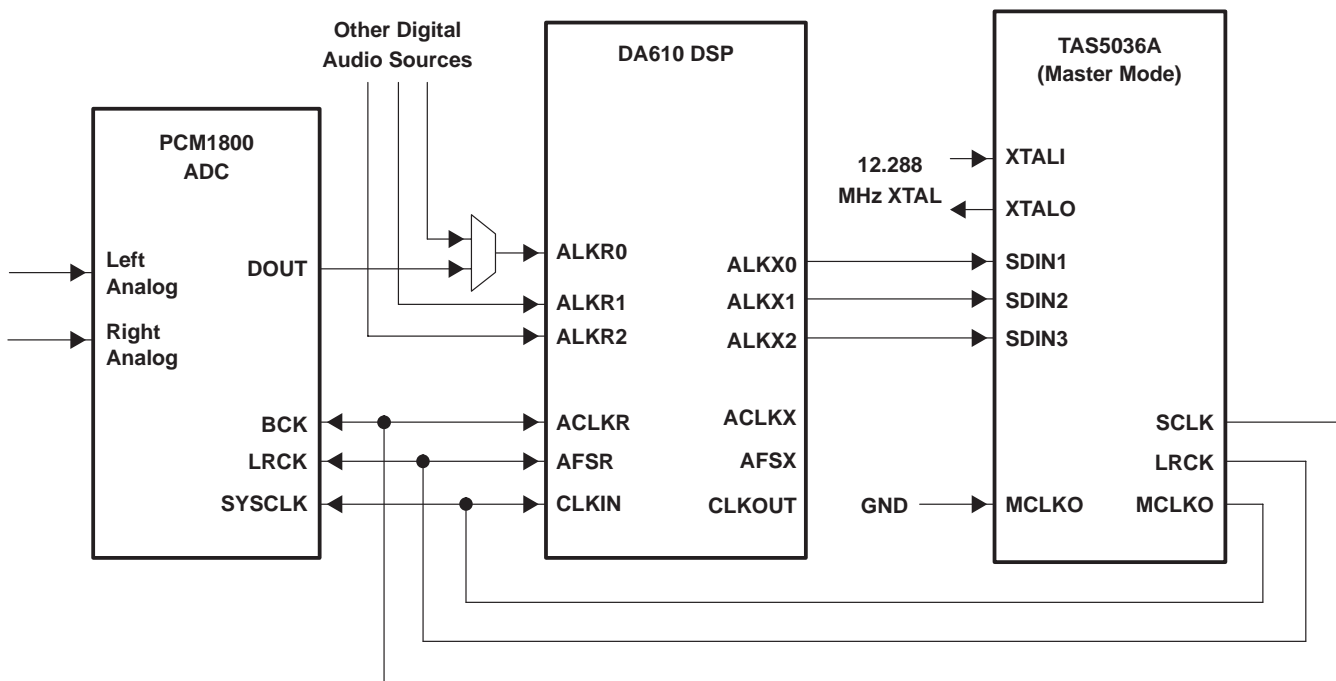 Other Digital
Audio Sources
PCM1800
ADC
Left
Analog
Right
Analog
DOUT
BCK
LRCK
SYSCLK
DA610 DSP
ALKR0
ALKR1
ALKR2
ACLKR
AFSR
CLKIN
ALKX0
ALKX1
ALKX2
ACLKX
AFSX
CLKOUT
12.288
MHz XTAL
GND
TAS5036A
(Master Mode)
XTALI
XTALO
SDIN1
SDIN2
SDIN3
MCLKO
SCLK
LRCK
MCLKO